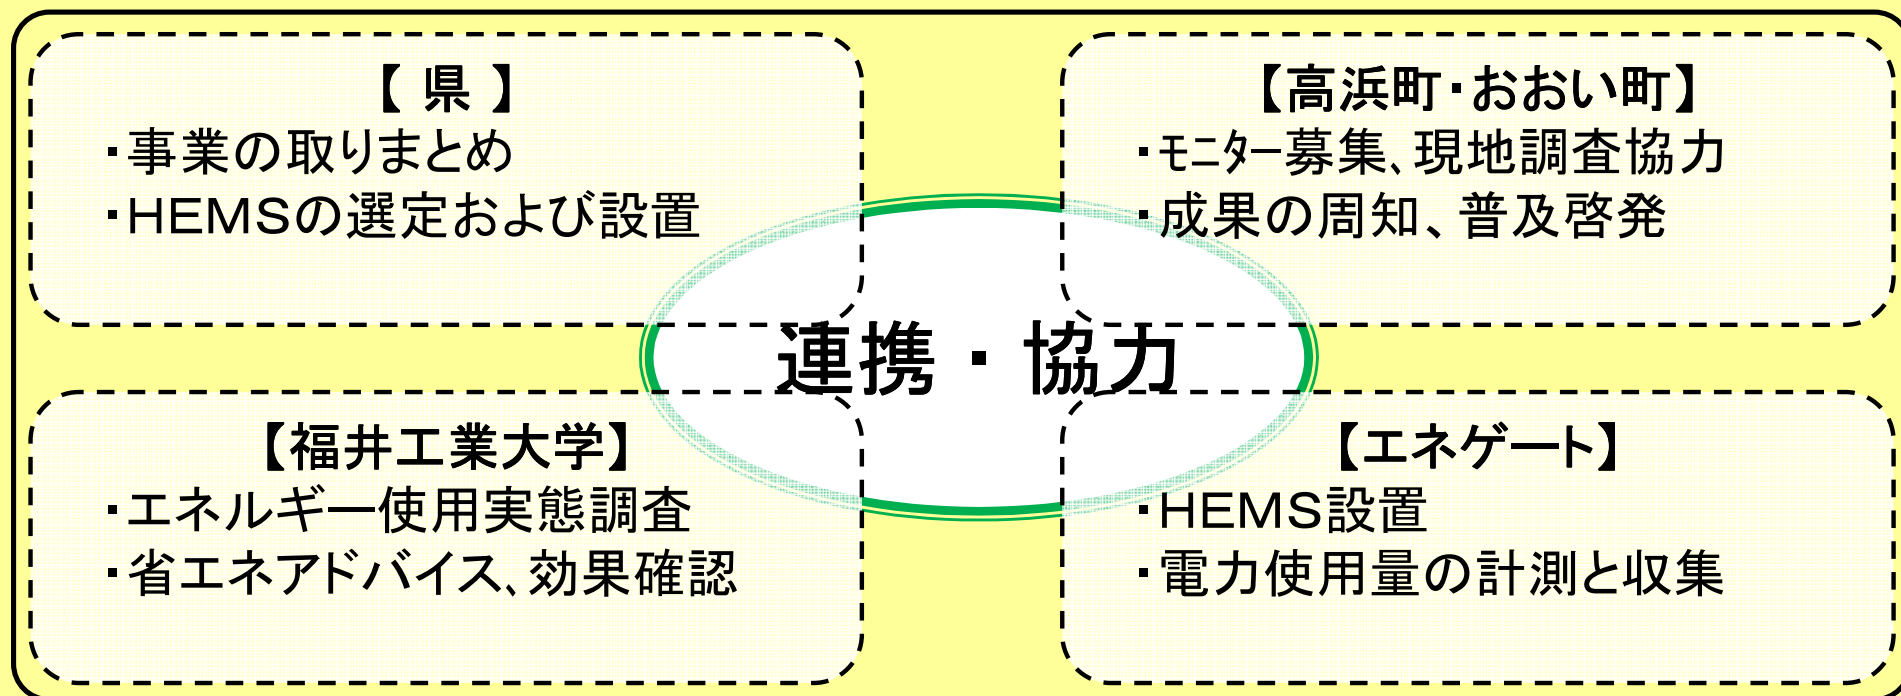 【 県 】
・事業の取りまとめ
・HEMSの選定および設置
【高浜町・おおい町】
・モニター募集、現地調査協力
・成果の周知、普及啓発
連携・協力
【福井工業大学】
・エネルギー使用実態調査
・省エネアドバイス、効果確認
【エネゲート】
・HEMS設置
・電力使用量の計測と収集